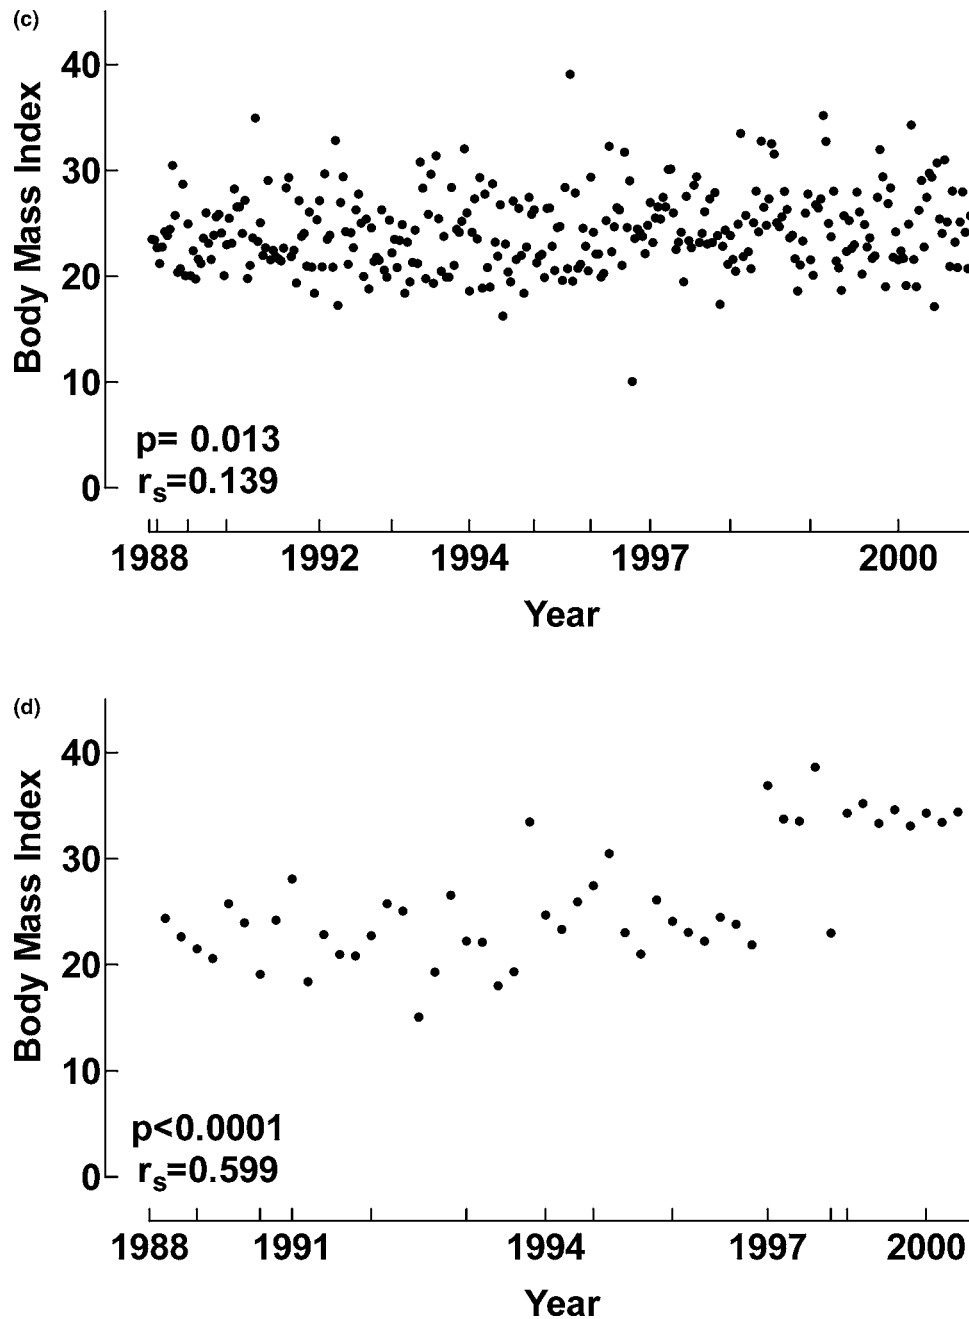 (c)
Body Mass Index
40
30
20
10
0
p= 0.013
rs=0.139
1988 1992 1994 1997 2000
Year
(d)
Body Mass Index
40
30
20
10
0
p<0.0001
rs=0.599
1988 1991 1994 1997 2000
Year